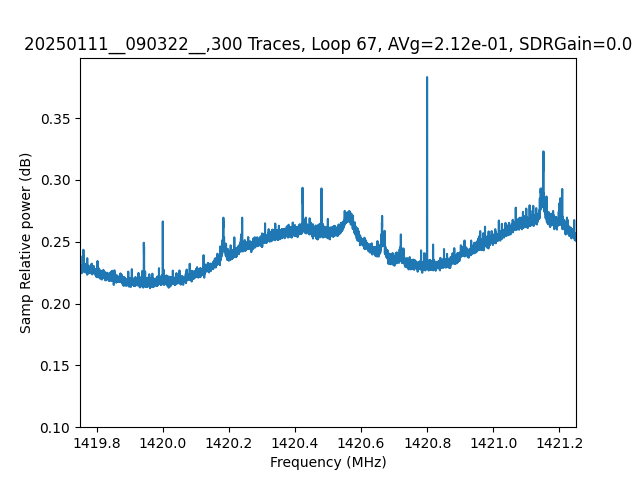 20250111__090322__,300 Traces, Loop 67, AVg=2.12e-01, SDRGain=0.0
Samp Relative power (dB)
0.35
0.30
0.25
0.20
0.15
0.10
1419.8 1420.0 1420.2 1420.4 1420.6 1420.8 1421.0 1421.2
Frequency (MHz)